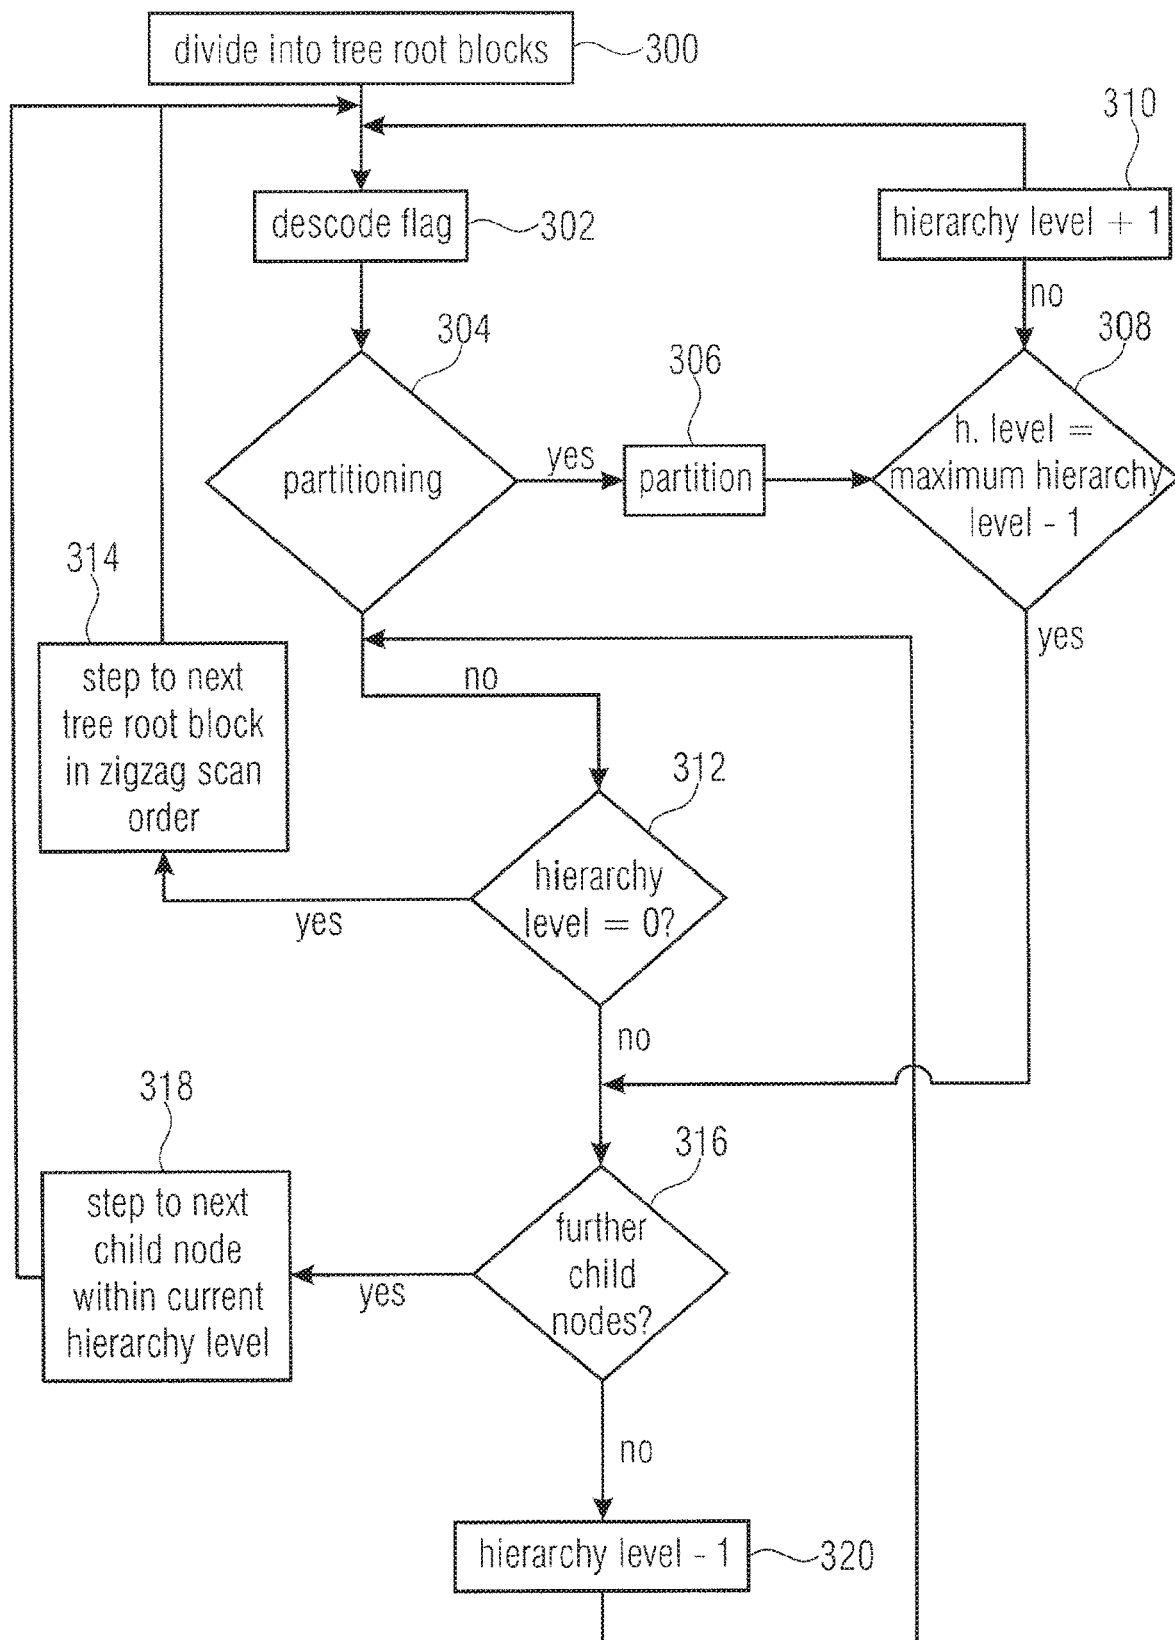 divide into tree root blocks
300
310
descode flag
302
hierarchy level + 1
no
304
308
306
partitioning
yes
partition
h. level =
maximum hierarchy
level - 1
314
yes
step to next
tree root block
in zigzag scan
order
no
312
hierarchy
level = 0?
yes
no
318
316
step to next
child node
within current
hierarchy level
yes
further
child
nodes?
no
hierarchy level - 1
320